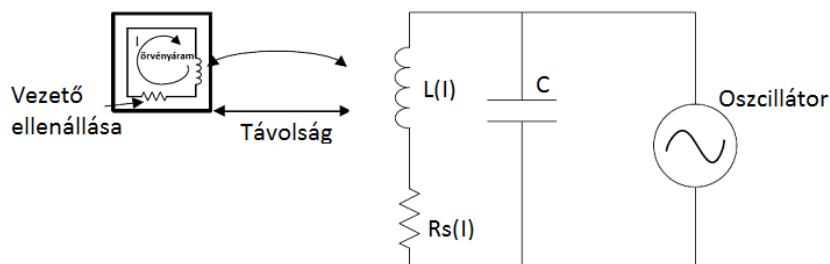 I
örvényáram
Vezető
ellenállása
Távolság
L(I)
C
Oszcillátor
Rs(I)